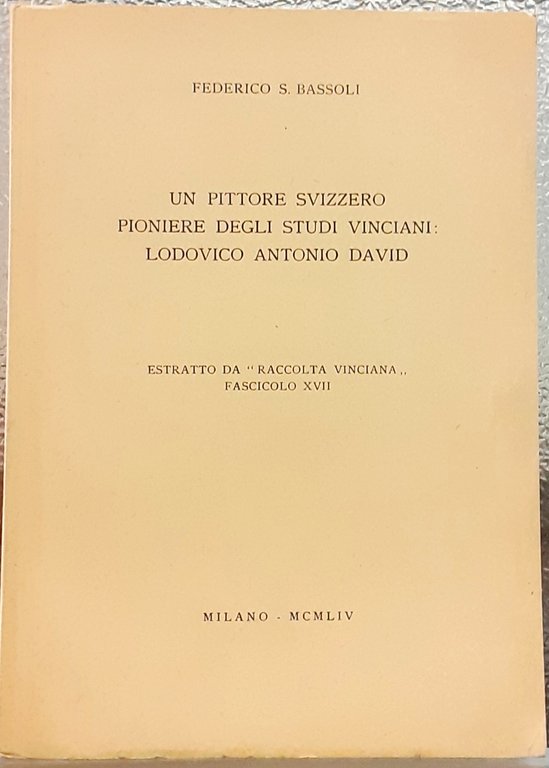 FEDERICO S. BASSOLI
UN PITTORE SVIZZERO
PIONIERE DEGLI STUDI VINCIANI:
LODOVICO ANTONIO DAVID
ESTRATTO DA “ RACCOLTA VINCIANA „
FASCICOLO XVII
MILANO - MCMLIV